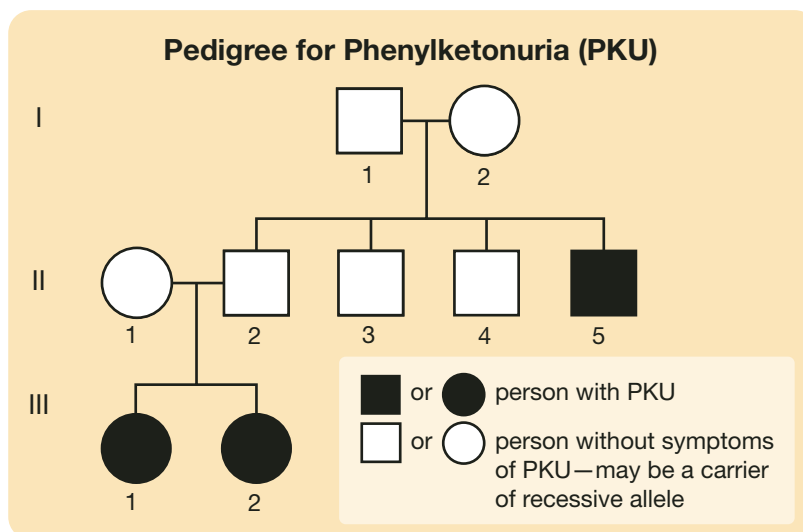 Pedigree for Phenylketonuria (PKU)
I
1
2
II
1
2
3
4
5
III
1
2
or person with PKU
or person without symptoms
of PKU—may be a carrier
of recessive allele